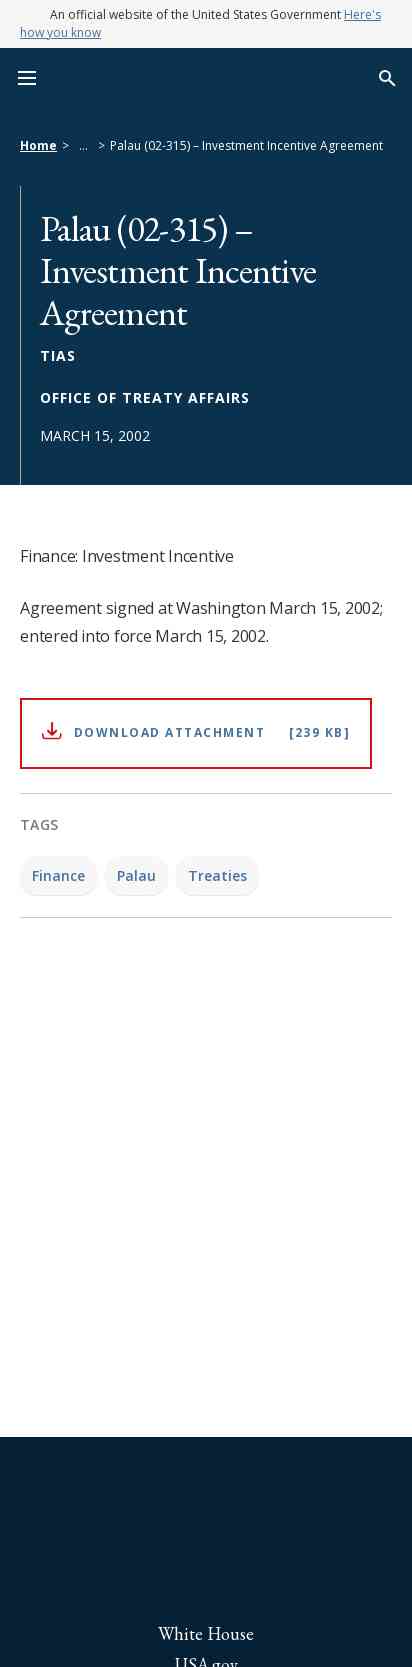 An official website of the United States Government Here's
how you know
Home > ... > Palau (02-315) – Investment Incentive Agreement
Palau (02-315) –
Investment Incentive
Agreement
TIAS
OFFICE OF TREATY AFFAIRS
MARCH 15, 2002
Finance: Investment Incentive
Agreement signed at Washington March 15, 2002;
entered into force March 15, 2002.
DOWNLOAD ATTACHMENT [239 KB]
TAGS
Finance Palau Treaties
White House
USA.gov